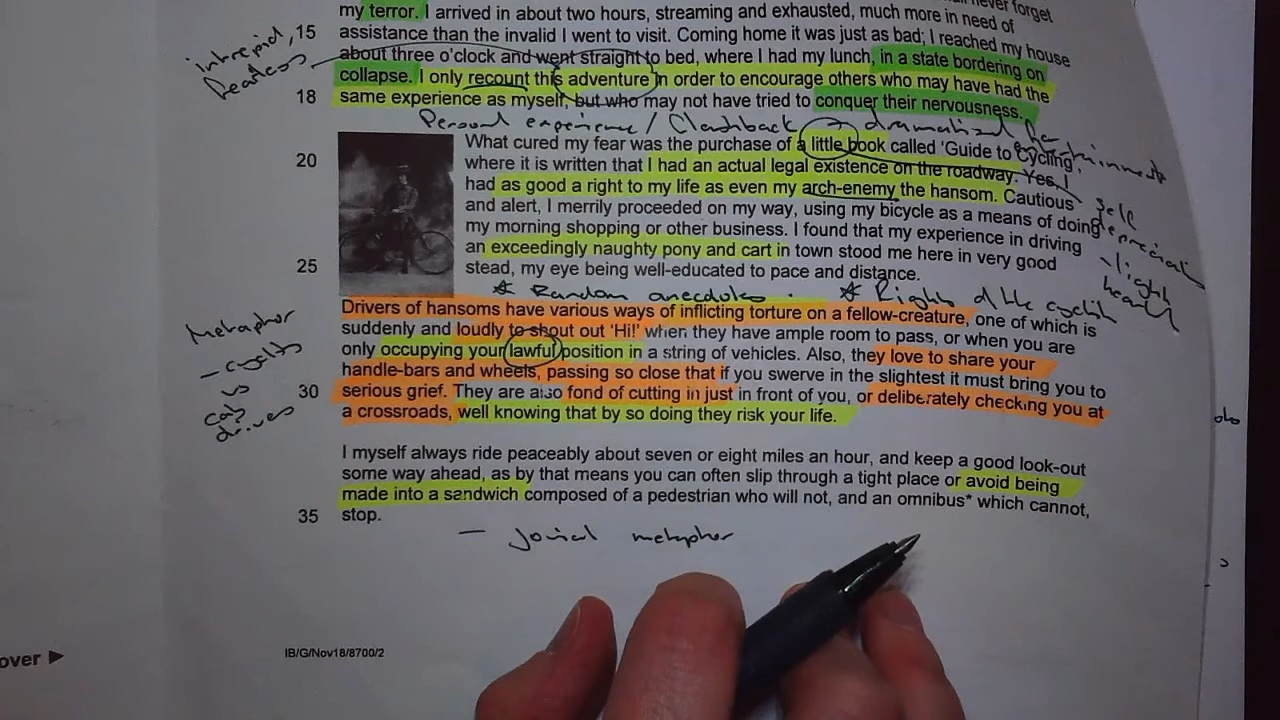 never forget
my terror. I arrived in about two hours, streaming and exhausted, much more in need of
15 assistance than the invalid I went to visit. Coming home it was just as bad; I reached my house
about three o'clock and went straight to bed, where I had my lunch, in a state bordering on
collapse. I only recount this adventure in order to encourage others who may have had the
18 same experience as myself, but who may not have tried to conquer their nervousness.
intrepid,
fearless
Personal experience / Clashback → dramatised for
entertainment
What cured my fear was the purchase of a little book called 'Guide to Cycling,
20 where it is written that I had an actual legal existence on the roadway. Yes, I
had as good a right to my life as even my arch-enemy the hansom. Cautious
and alert, I merrily proceeded on my way, using my bicycle as a means of doing
my morning shopping or other business. I found that my experience in driving
an exceedingly naughty pony and cart in town stood me here in very good
25 stead, my eye being well-educated to pace and distance.
self
- light
heart
* Random anecdotes. * Rights of the cyclist
Drivers of hansoms have various ways of inflicting torture on a fellow-creature, one of which is
suddenly and loudly to shout out 'Hi!' when they have ample room to pass, or when you are
only occupying your lawful position in a string of vehicles. Also, they love to share your
handle-bars and wheels, passing so close that if you swerve in the slightest it must bring you to
30 serious grief. They are also fond of cutting in just in front of you, or deliberately checking you at
a crossroads, well knowing that by so doing they risk your life.
Metaphor
- cyclists
vs
cab
drivers
I myself always ride peaceably about seven or eight miles an hour, and keep a good look-out
some way ahead, as by that means you can often slip through a tight place or avoid being
made into a sandwich composed of a pedestrian who will not, and an omnibus* which cannot,
35 stop.
- jovial metaphor
IB/G/Nov18/8700/2
over ►